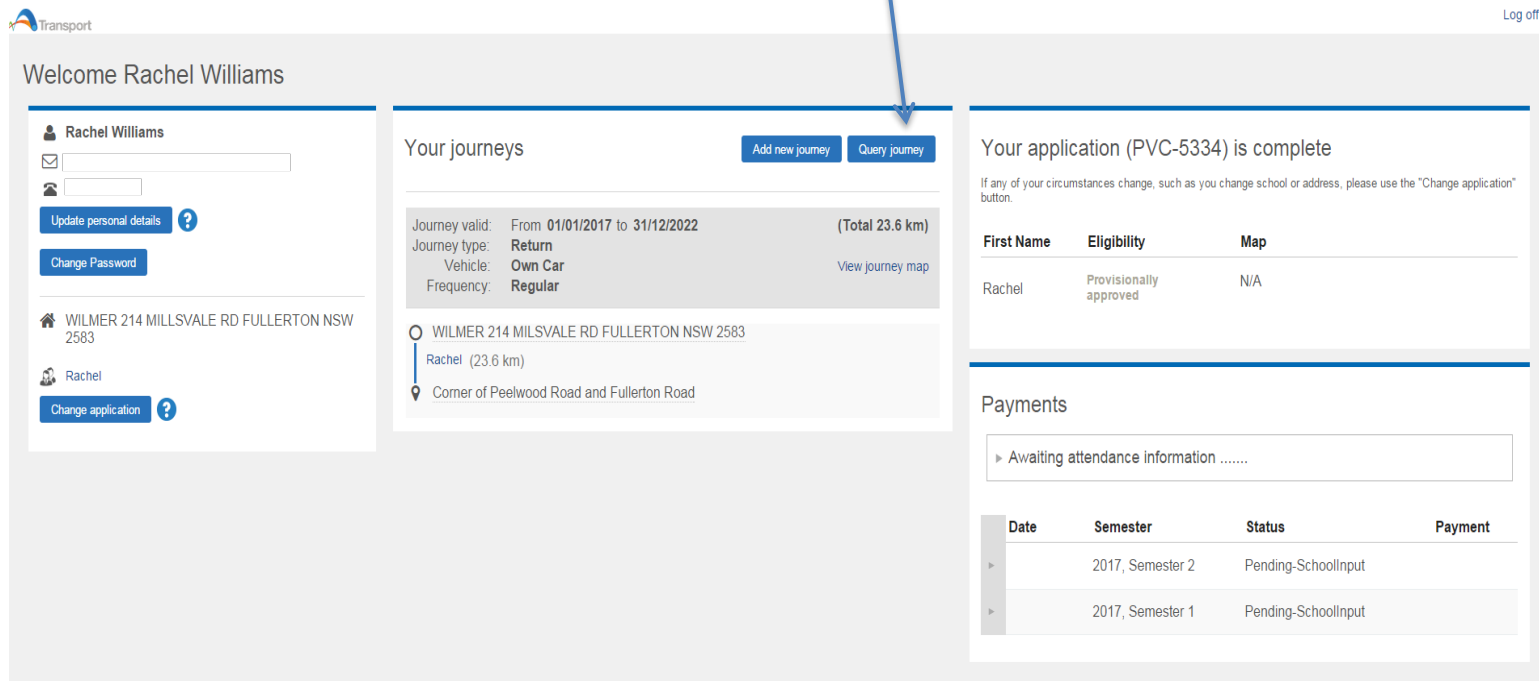 Transport
Log off
Welcome Rachel Williams
Rachel Williams
Update personal details ?
Change Password
WILMER 214 MILLSVALE RD FULLERTON NSW
2583
Rachel
Change application ?
Your journeys
Add new journey
Query journey
Journey valid: From 01/01/2017 to 31/12/2022 (Total 23.6 km)
Journey type: Return
Vehicle: Own Car View journey map
Frequency: Regular
WILMER 214 MILSVALE RD FULLERTON NSW 2583
Rachel (23.6 km)
Corner of Peelwood Road and Fullerton Road
Your application (PVC-5334) is complete
If any of your circumstances change, such as you change school or address, please use the "Change application"
button.
First Name Eligibility Map
Rachel Provisionally N/A
approved
Payments
Awaiting attendance information .......
Date Semester Status Payment
2017, Semester 2 Pending-SchoolInput
2017, Semester 1 Pending-SchoolInput